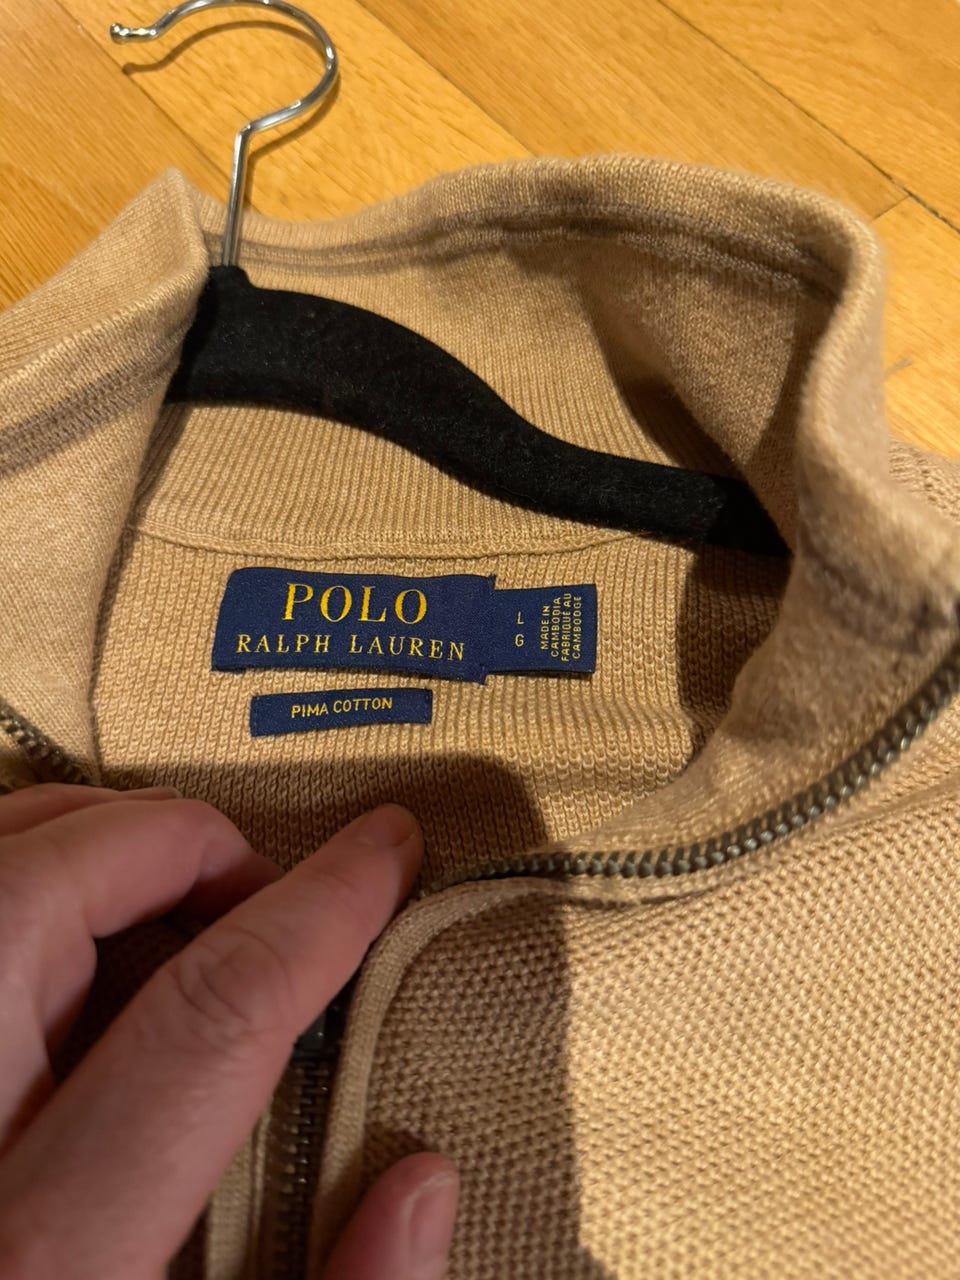 POLO
RALPH LAUREN
L
G
MADE IN
CAMBODIA
FABRIQUÉ AU
CAMBODGE
PIMA COTTON